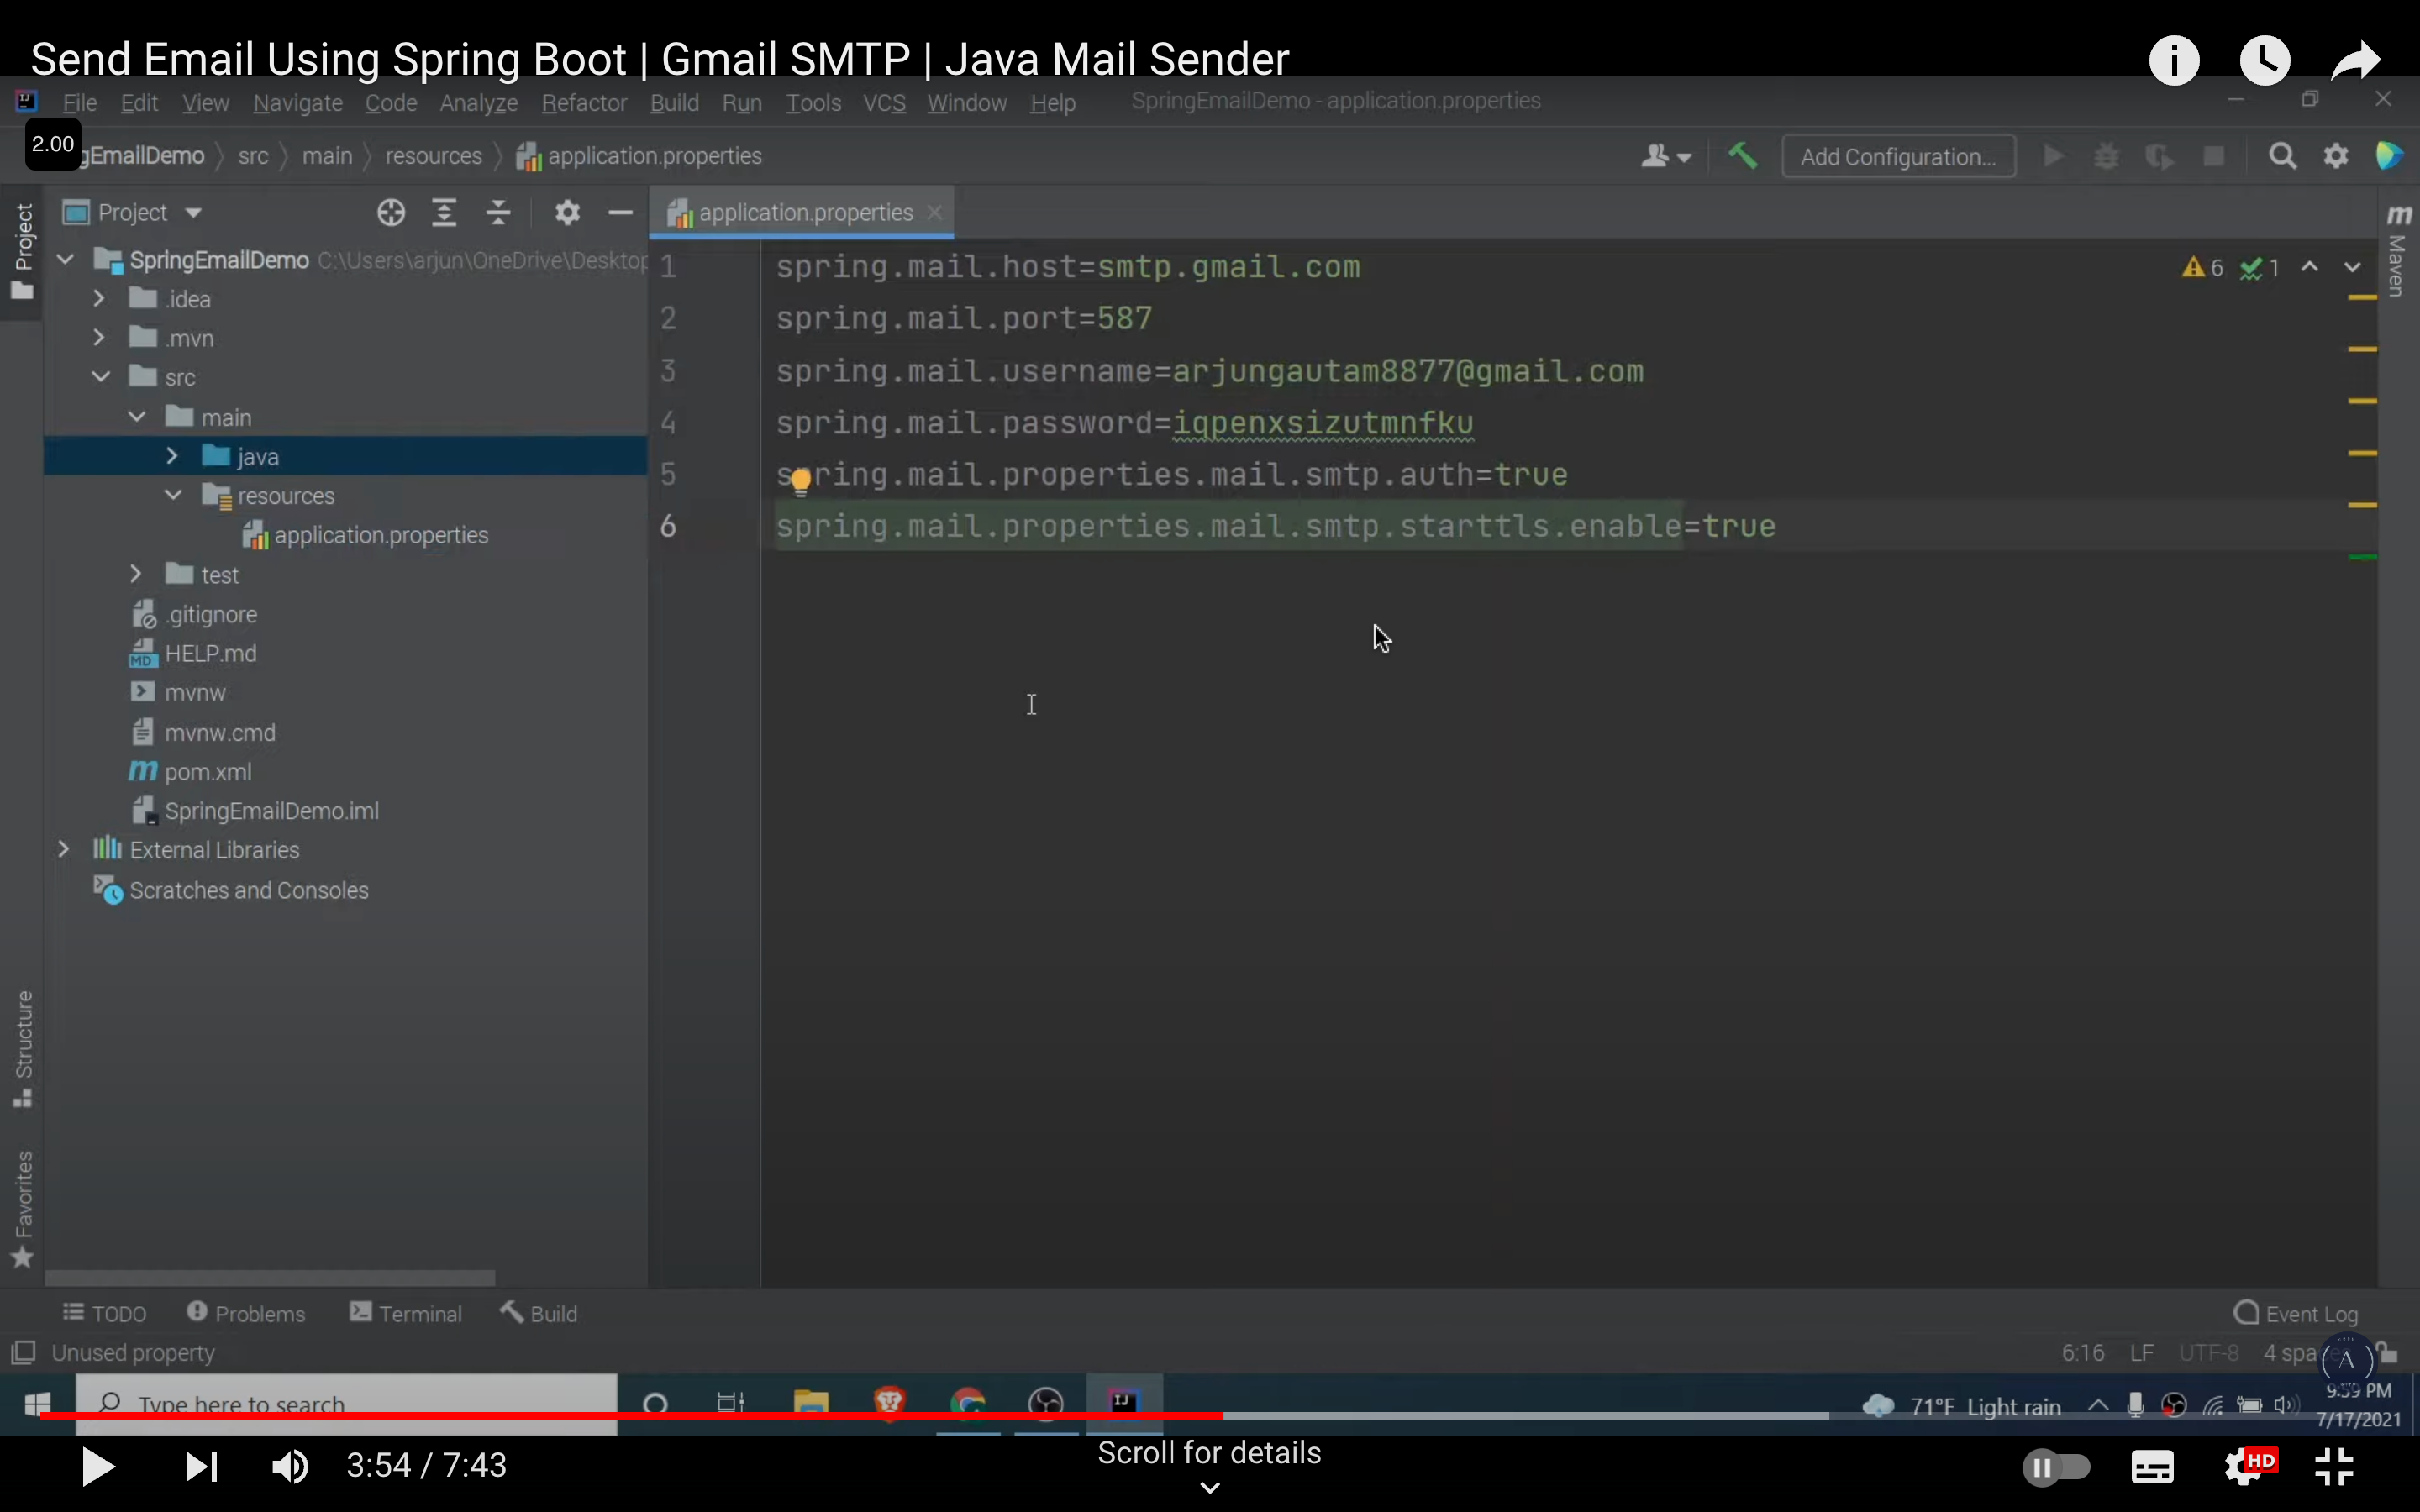 Send Email Using Spring Boot | Gmail SMTP | Java Mail Sender
File Edit View Navigate Code Analyze Refactor Build Run Tools VCS Window Help SpringEmailDemo - application.properties
2.00
gEmailDemo src main resources application.properties Add Configuration...
Project
Project
application.properties
SpringEmailDemo C:\Users\arjun\OneDrive\Desktop
.idea
.mvn
src
main
java
resources
application.properties
test
.gitignore
HELP.md
mvnw
mvnw.cmd
pom.xml
SpringEmailDemo.iml
External Libraries
Scratches and Consoles
1 spring.mail.host=smtp.gmail.com
2 spring.mail.port=587
3 spring.mail.username=arjungautam8877@gmail.com
4 spring.mail.password=iqpenxsizutmnfku
5 spring.mail.properties.mail.smtp.auth=true
6 spring.mail.properties.mail.smtp.starttls.enable=true
6 1
m Maven
Structure
Favorites
TODO Problems Terminal Build Event Log
Unused property 6:16 LF UTF-8 4 spa
Type here to search 71°F Light rain 9:59 PM
7/17/2021
3:54 / 7:43 Scroll for details HD